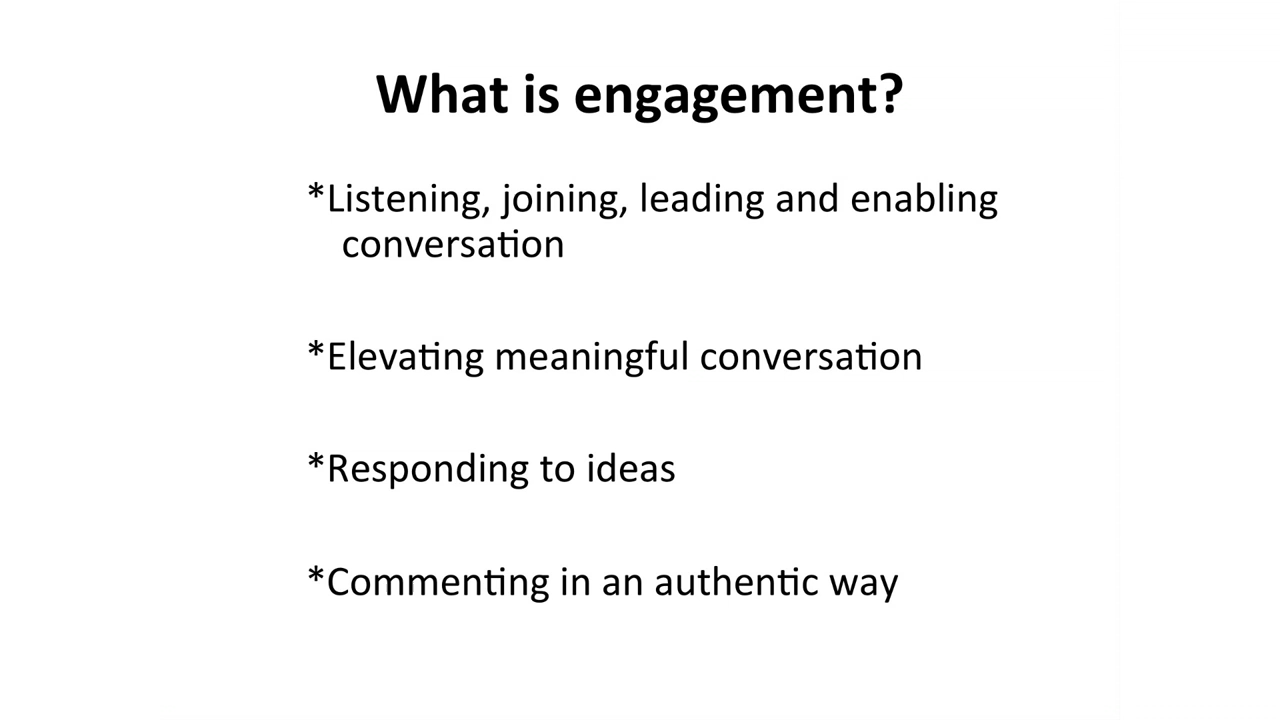 What is engagement?
*Listening, joining, leading and enabling
conversation
*Elevating meaningful conversation
*Responding to ideas
*Commenting in an authentic way